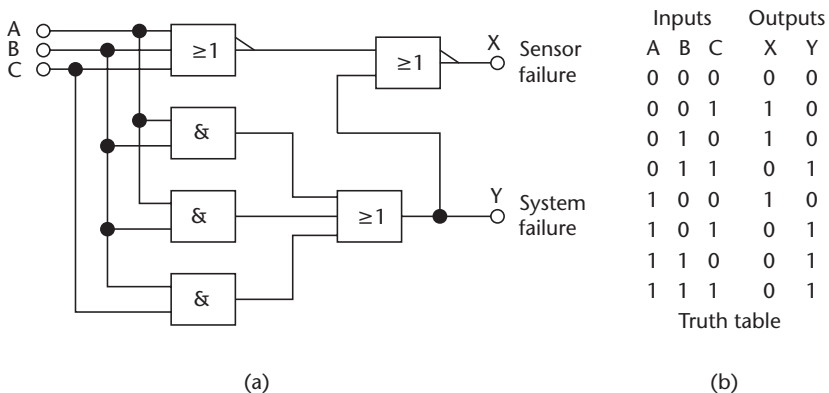 A
B
C
≥1
≥1
X
Sensor
failure
&
&
≥1
Y
System
failure
&
(a)
Inputs Outputs
A B C X Y
0 0 0 0 0
0 0 1 1 0
0 1 0 1 0
0 1 1 0 1
1 0 0 1 0
1 0 1 0 1
1 1 0 0 1
1 1 1 0 1
Truth table
(b)